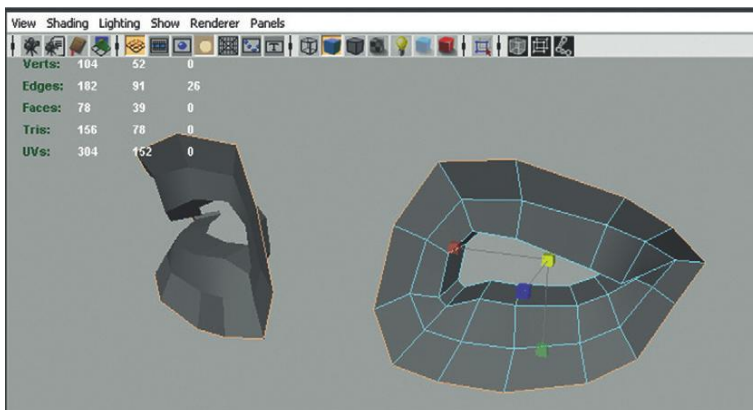 View Shading Lighting Show Renderer Panels
Verts: 104 52 0
Edges: 182 91 26
Faces: 78 39 0
Tris: 156 78 0
UVs: 304 152 0